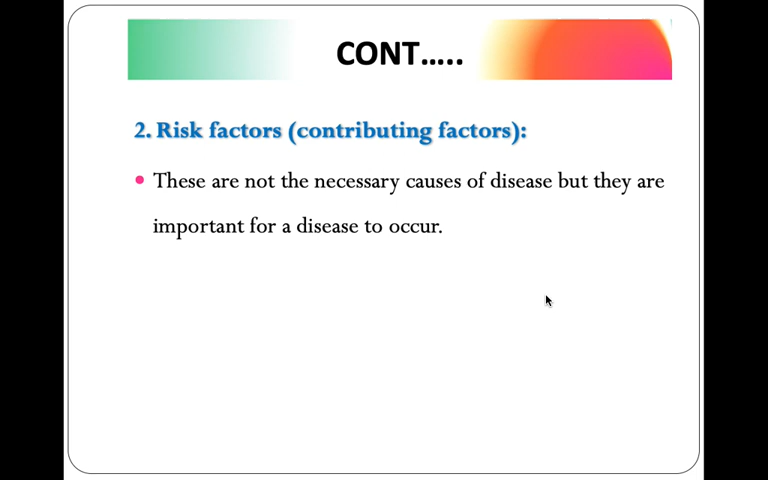 CONT…..
2. Risk factors (contributing factors):
• These are not the necessary causes of disease but they are
important for a disease to occur.